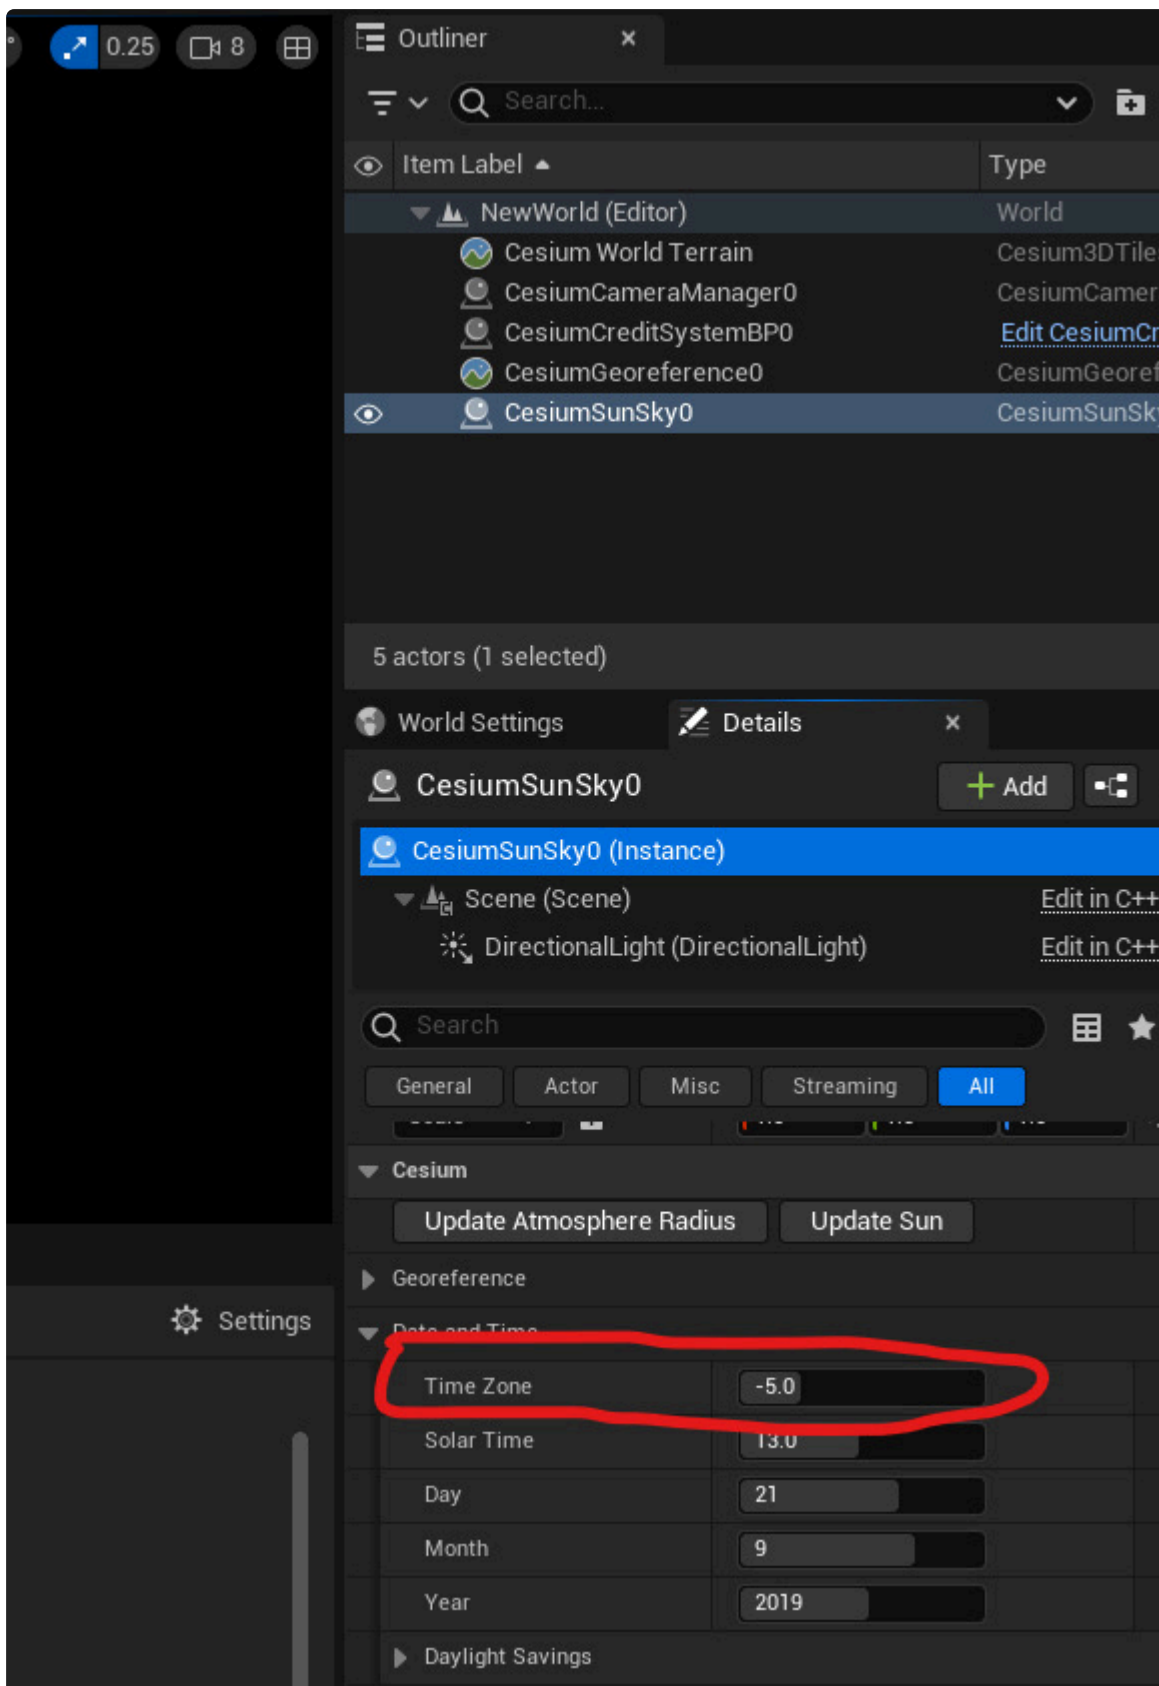 0.25 8
Outliner
Search...
Item Label Type
NewWorld (Editor) World
Cesium World Terrain Cesium3DTile
CesiumCameraManager0 CesiumCamer
CesiumCreditSystemBP0 Edit CesiumCr
CesiumGeoreference0 CesiumGeoref
CesiumSunSky0 CesiumSunSky
5 actors (1 selected)
World Settings Details
CesiumSunSky0 Add
CesiumSunSky0 (Instance)
Scene (Scene) Edit in C++
DirectionalLight (DirectionalLight) Edit in C++
Search
General Actor Misc Streaming All
Cesium
Update Atmosphere Radius Update Sun
Georeference
Settings
Date and Time
Time Zone -5.0
Solar Time 13.0
Day 21
Month 9
Year 2019
Daylight Savings